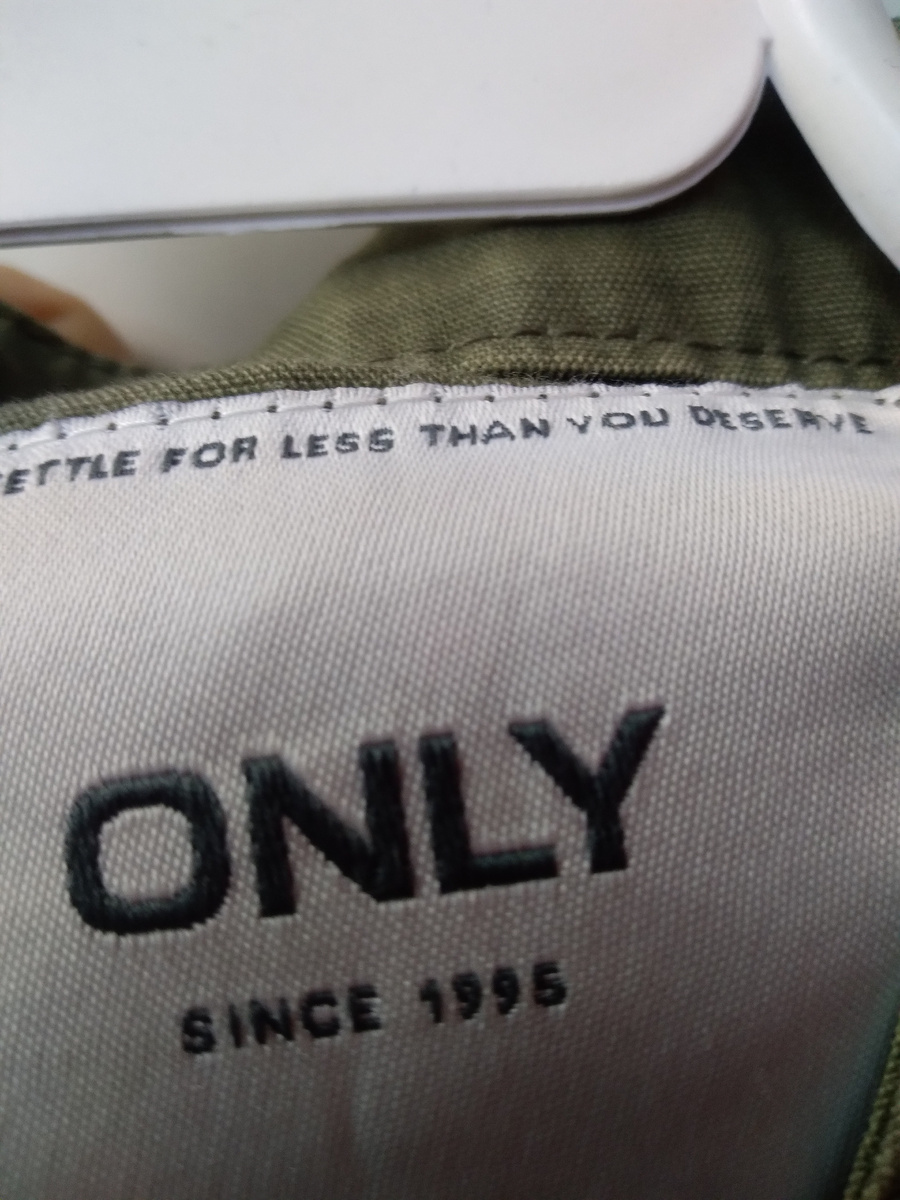 ETTLE FOR LESS THAN YOU DESERVE
ONLY
SINCE 1995